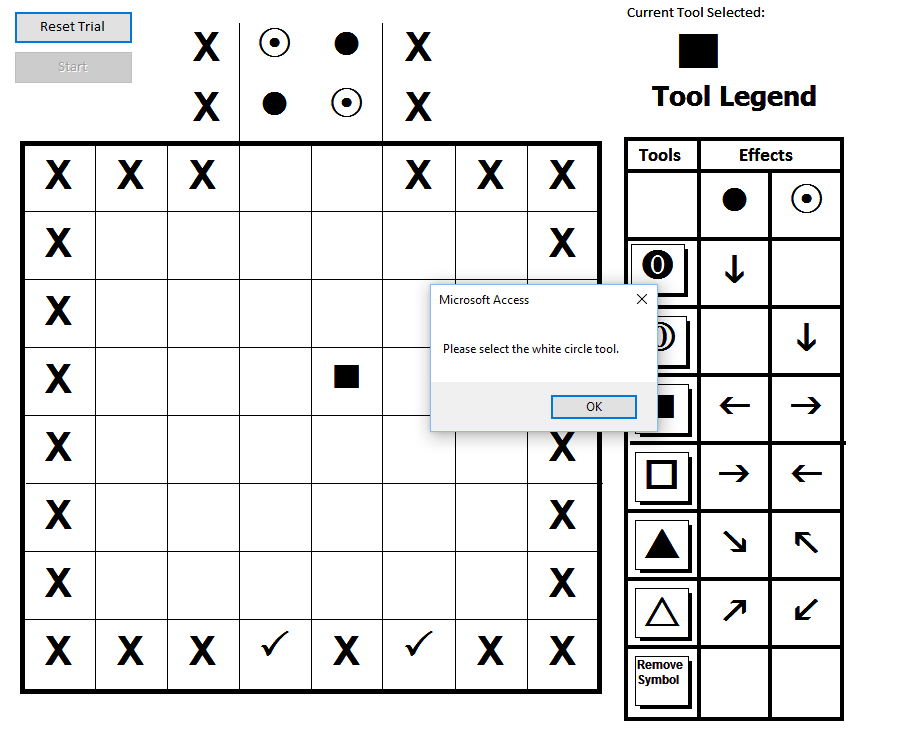 Reset Trial
Start
Current Tool Selected:
Tool Legend
Tools Effects
X X
X X
X X X X X X
X X
X
X
X X
X X
X X
X X X ✓ X ✓ X X
Microsoft Access
Please select the white circle tool.
OK
0
Remove
Symbol